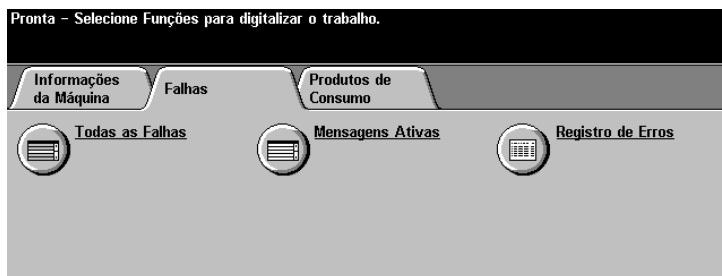 Pronta – Selecione Funções para digitalizar o trabalho.
Informações
da Máquina
Falhas
Produtos de
Consumo
Todas as Falhas
Mensagens Ativas
Registro de Erros